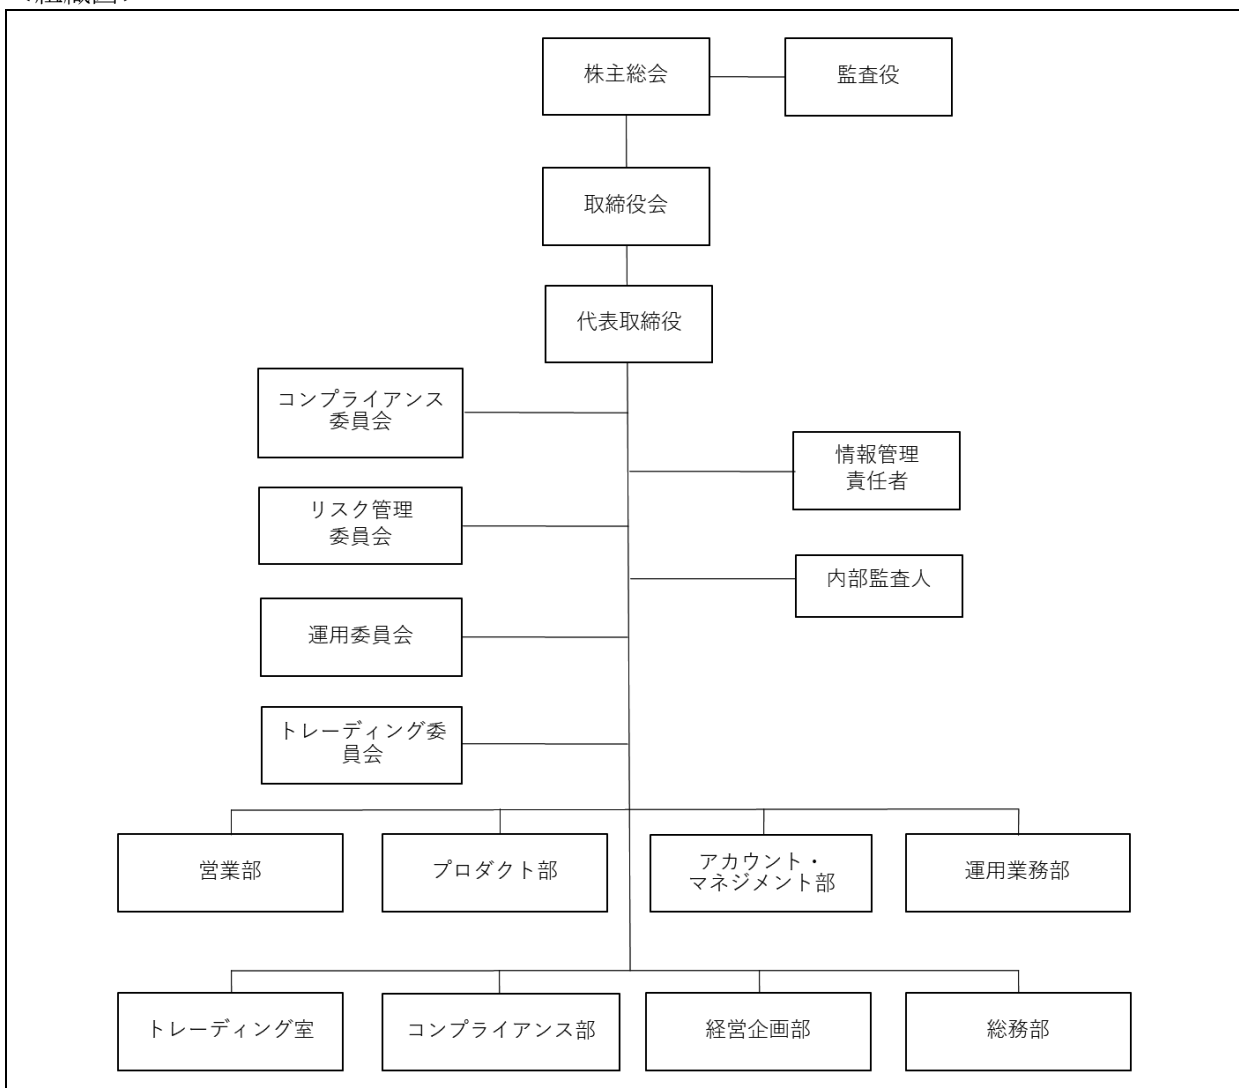 <組織図>
株主総会
監査役
取締役会
代表取締役
コンプライアンス
委員会
情報管理
責任者
リスク管理
委員会
内部監査人
運用委員会
トレーディング委
員会
営業部
プロダクト部
アカウント・
マネジメント部
運用業務部
トレーディング室
コンプライアンス部
経営企画部
総務部